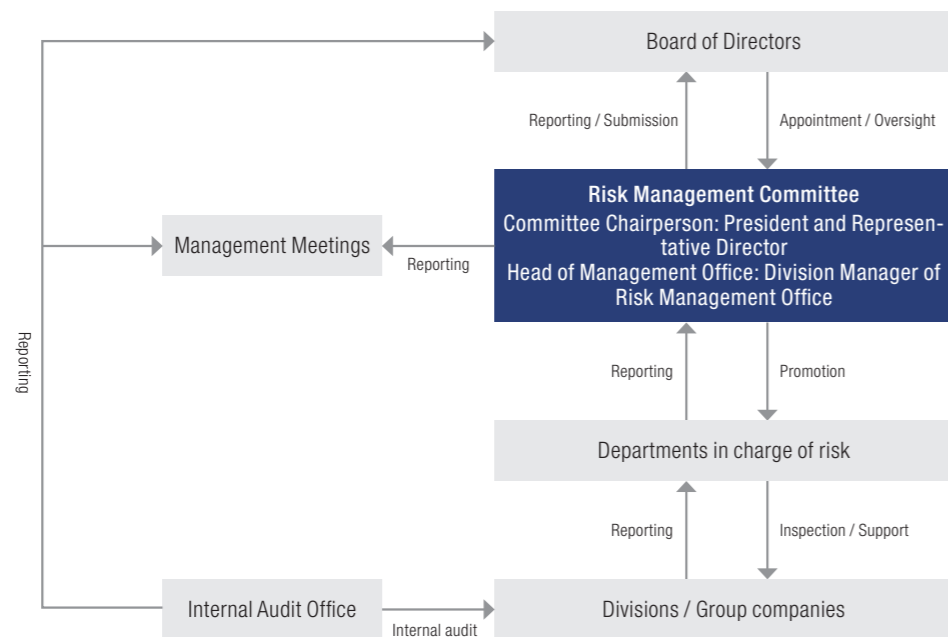 Board of Directors
Reporting / Submission
Appointment / Oversight
Risk Management Committee
Committee Chairperson: President and Represen-
tative Director
Head of Management Office: Division Manager of
Risk Management Office
Management Meetings
Reporting
Reporting
Reporting
Promotion
Departments in charge of risk
Reporting
Inspection / Support
Internal Audit Office
Internal audit
Divisions / Group companies